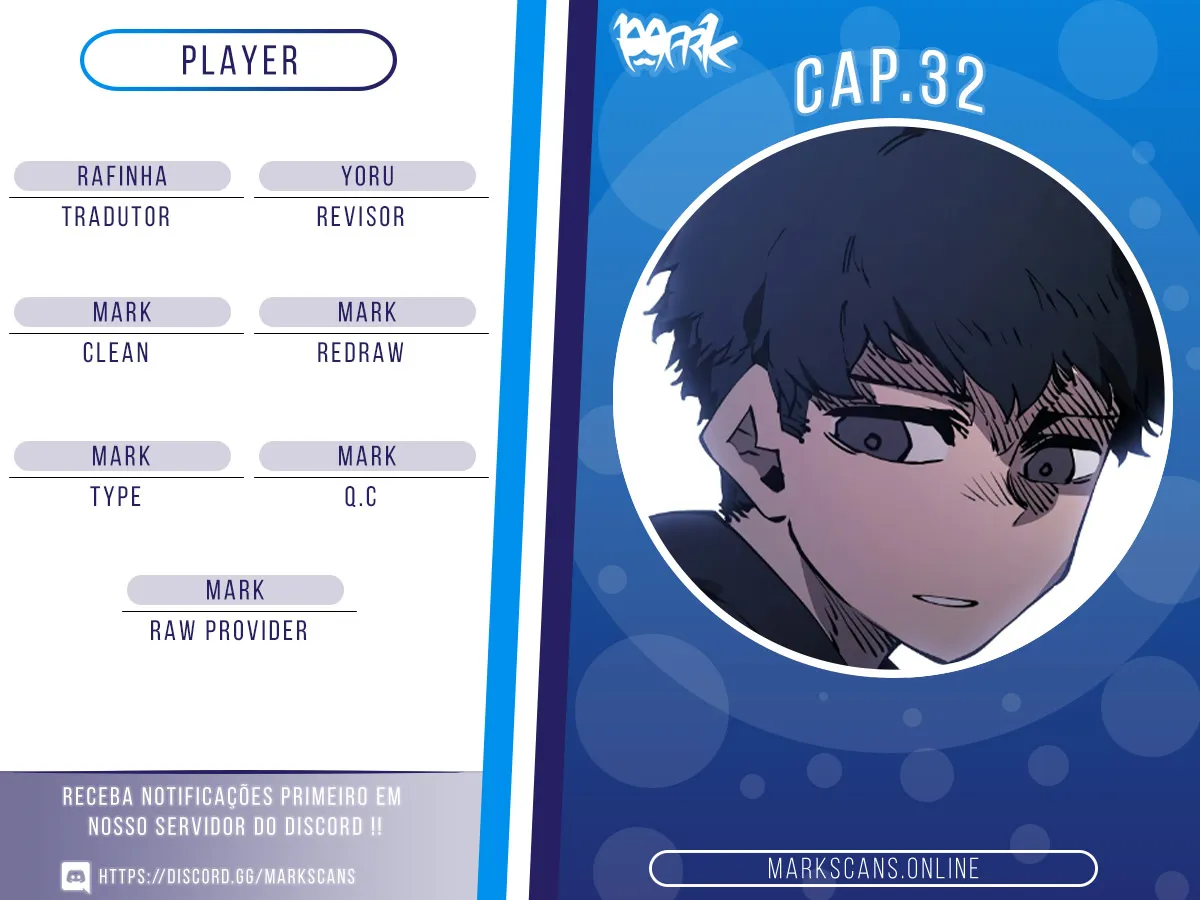 PLAYER
RAFINHA
TRADUTOR
YORU
REVISOR
MARK
CLEAN
MARK
REDRAW
MARK
TYPE
MARK
Q.C
MARK
RAW PROVIDER
RECEBA NOTIFICAÇÕES PRIMEIRO EM
NOSSO SERVIDOR DO DISCORD !!
HTTPS://DISCORD.GG/MARKSCANS
MARK
CAP.32
MARKSCANS.ONLINE